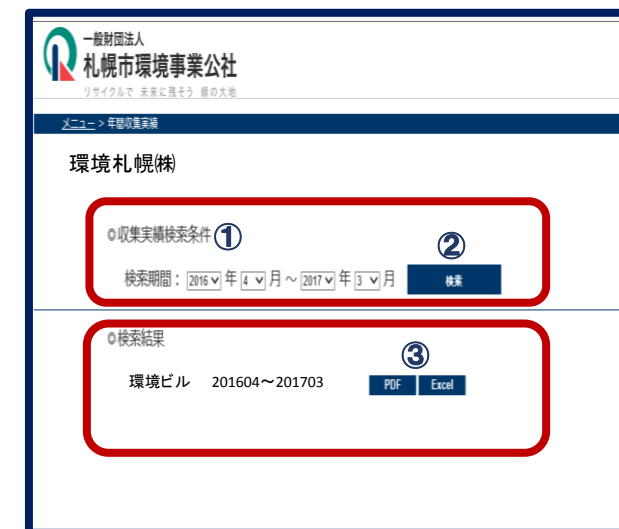 一般財団法人
札幌市環境事業公社
リサイクルで 未来に残そう 緑の大地
メニュー > 年間収集実績
環境札幌㈱
◎収集実績検索条件 ① ②
検索期間： 2016 年 4 月 ～ 2017 年 3 月 検索
◎検索結果 ③
環境ビル 201604～201703 PDF Excel